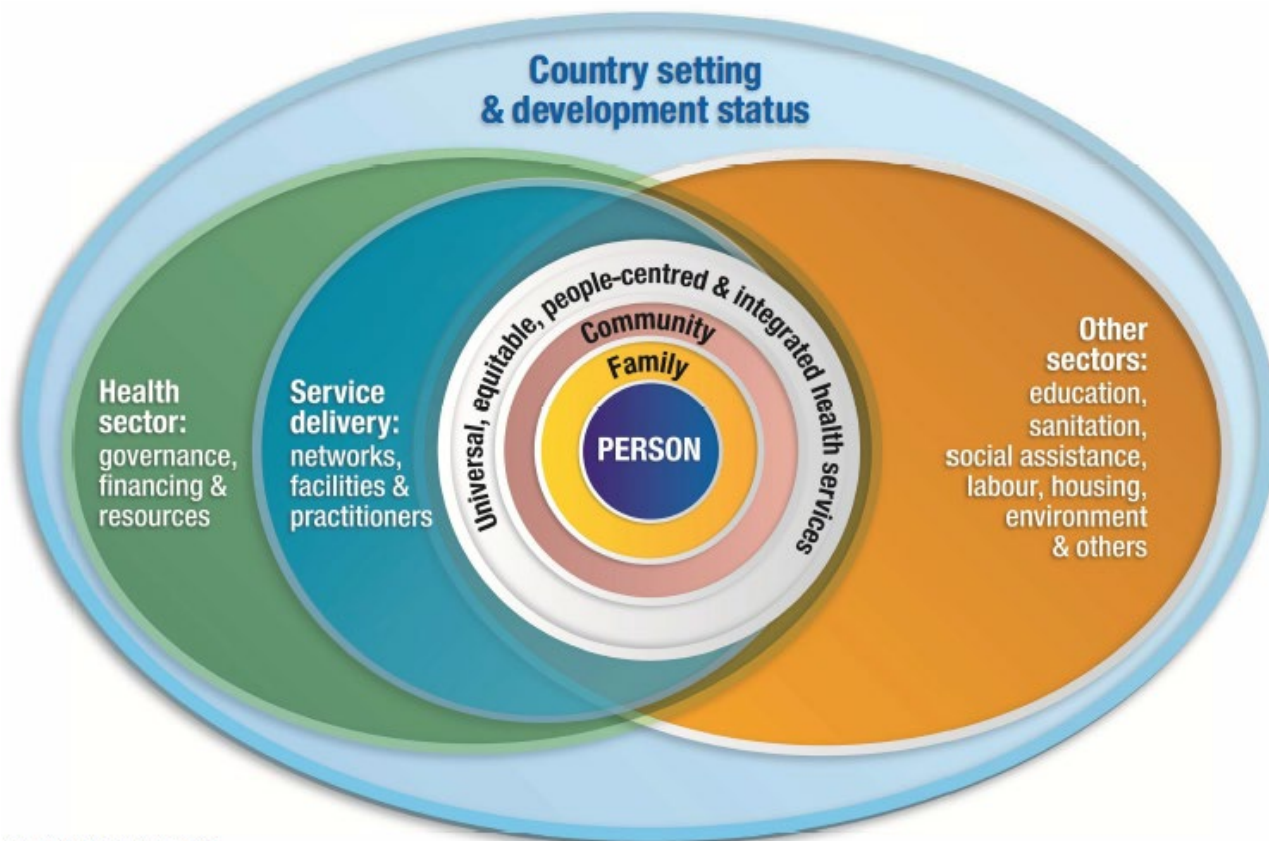 Country setting
& development status
Health
sector:
governance,
financing &
resources
Service
delivery:
networks,
facilities &
practitioners
Universal, equitable, people-centred & integrated health services
Community
Family
PERSON
Other
sectors:
education,
sanitation,
social assistance,
labour, housing,
environment
& others